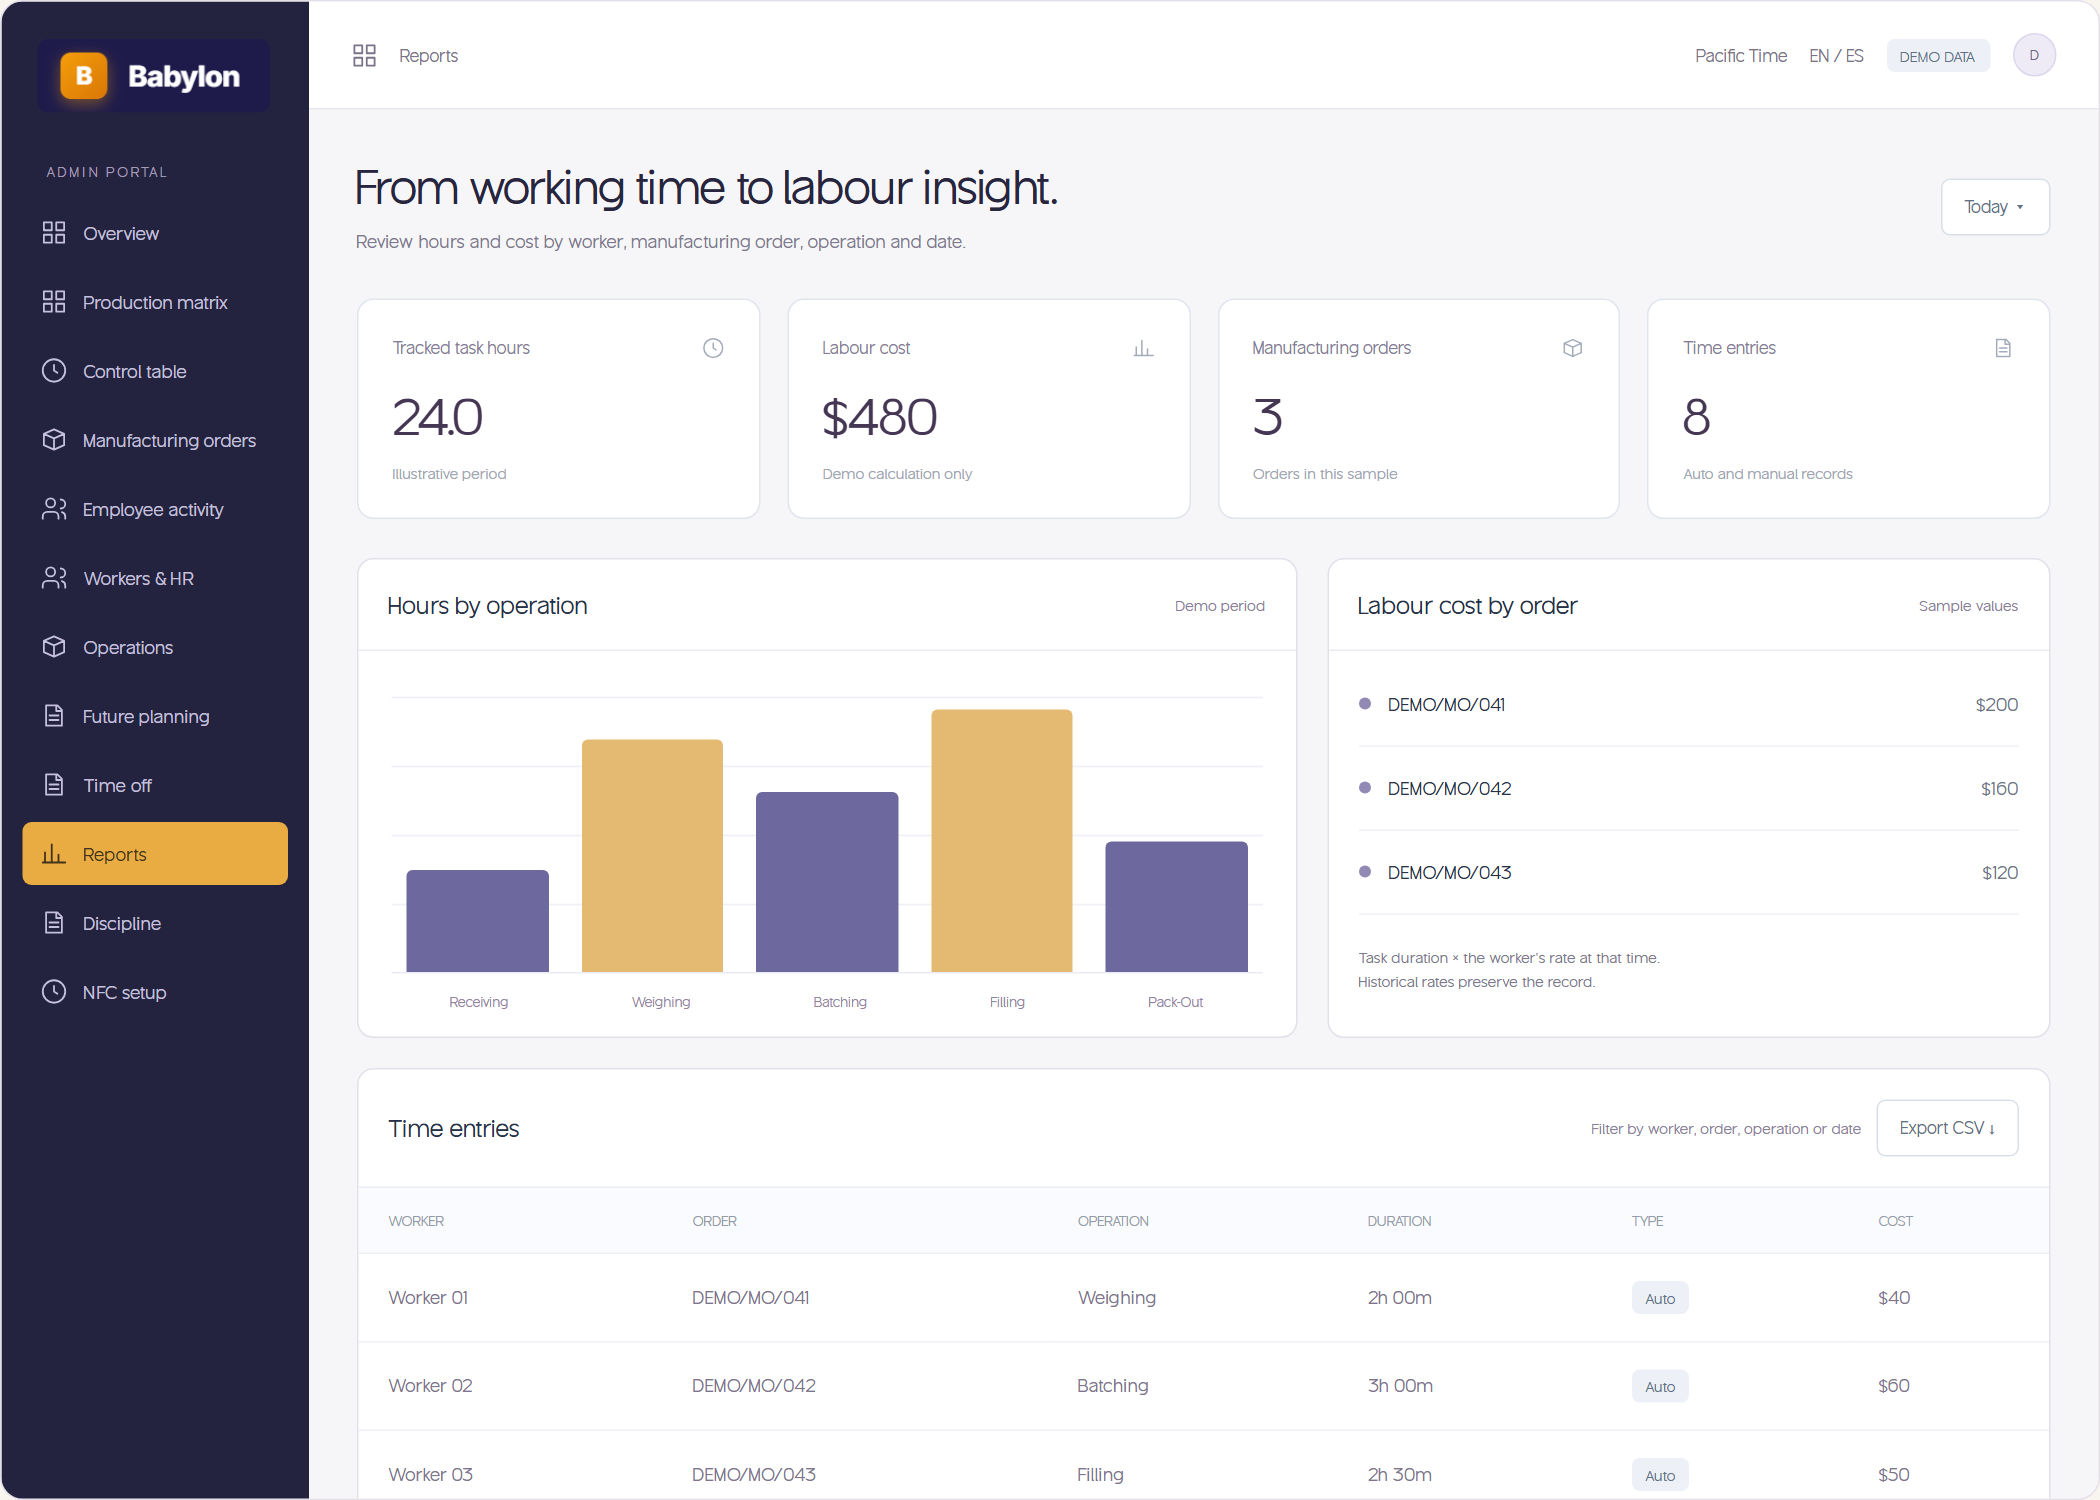 B Babylon
ADMIN PORTAL
Overview
Production matrix
Control table
Manufacturing orders
Employee activity
Workers & HR
Operations
Future planning
Time off
Reports
Discipline
NFC setup
Reports
Pacific Time EN / ES DEMO DATA D
From working time to labour insight.
Review hours and cost by worker, manufacturing order, operation and date.
Today ▾
Tracked task hours
24.0
Illustrative period
Labour cost
$480
Demo calculation only
Manufacturing orders
3
Orders in this sample
Time entries
8
Auto and manual records
Hours by operation
Demo period
Receiving Weighing Batching Filling Pack-Out
Labour cost by order
Sample values
DEMO/MO/041 $200
DEMO/MO/042 $160
DEMO/MO/043 $120
Task duration × the worker's rate at that time.
Historical rates preserve the record.
Time entries
Filter by worker, order, operation or date
Export CSV ↓
WORKER ORDER OPERATION DURATION TYPE COST
Worker 01 DEMO/MO/041 Weighing 2h 00m Auto $40
Worker 02 DEMO/MO/042 Batching 3h 00m Auto $60
Worker 03 DEMO/MO/043 Filling 2h 30m Auto $50